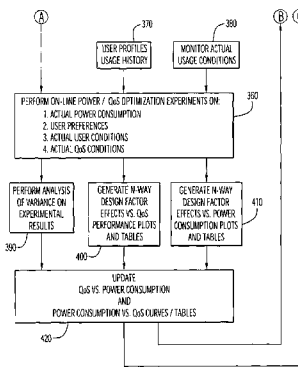 A
370
380
B
USER PROFILES
USAGE HISTORY
MONITOR ACTUAL
USAGE CONDITIONS
PERFORM ON-LINE POWER / QoS OPTIMIZATION EXPERIMENTS ON:
1. ACTUAL POWER CONSUMPTION
2. USER PREFERENCES
3. ACTUAL USER CONDITIONS
4. ACTUAL QoS CONDITIONS
360
PERFORM ANALYSIS
OF VARIANCE ON
EXPERIMENTAL
RESULTS
390
GENERATE N-WAY
DESIGN FACTOR
EFFECTS VS. QoS
PERFORMANCE PLOTS
AND TABLES
400
GENERATE N-WAY
DESIGN FACTOR
EFFECTS VS. POWER
CONSUMPTION PLOTS
AND TABLES
410
UPDATE
QoS VS. POWER CONSUMPTION
AND
POWER CONSUMPTION VS. QoS CURVES / TABLES
420